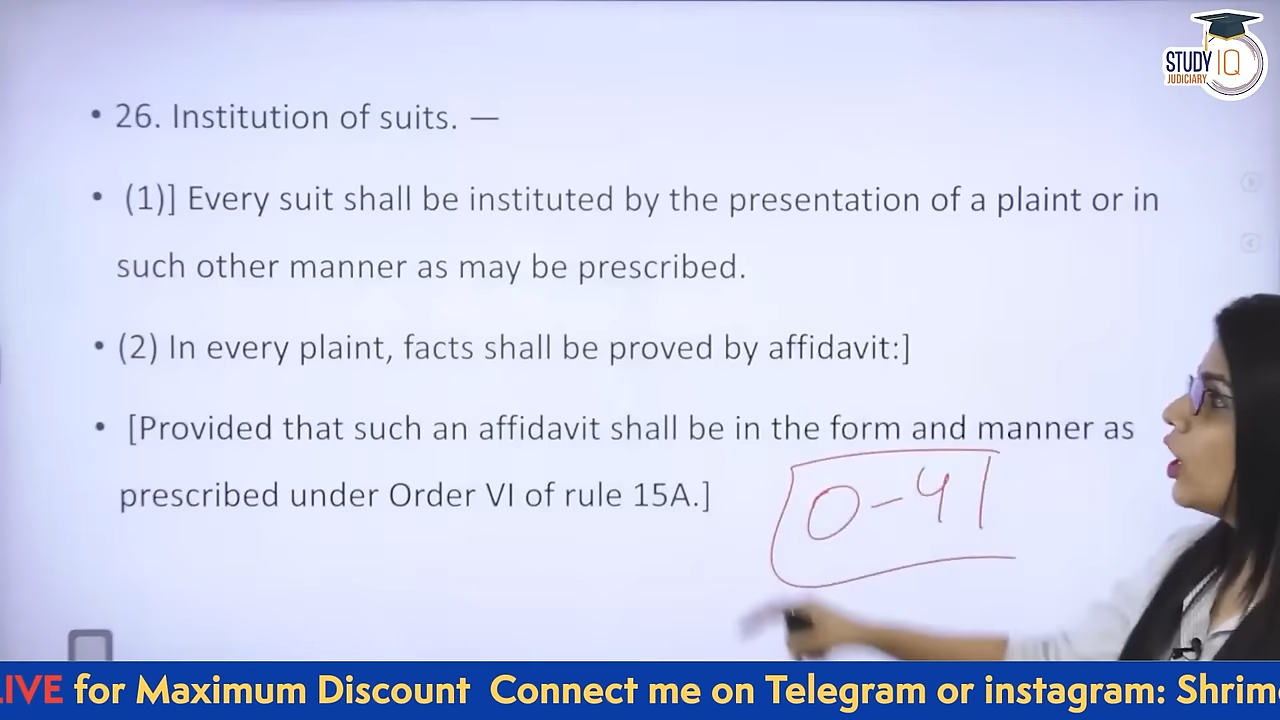 STUDY IQ
JUDICIARY
• 26. Institution of suits. —
• (1)] Every suit shall be instituted by the presentation of a plaint or in
such other manner as may be prescribed.
• (2) In every plaint, facts shall be proved by affidavit:]
• [Provided that such an affidavit shall be in the form and manner as
prescribed under Order VI of rule 15A.]
O-41
LIVE for Maximum Discount Connect me on Telegram or instagram: